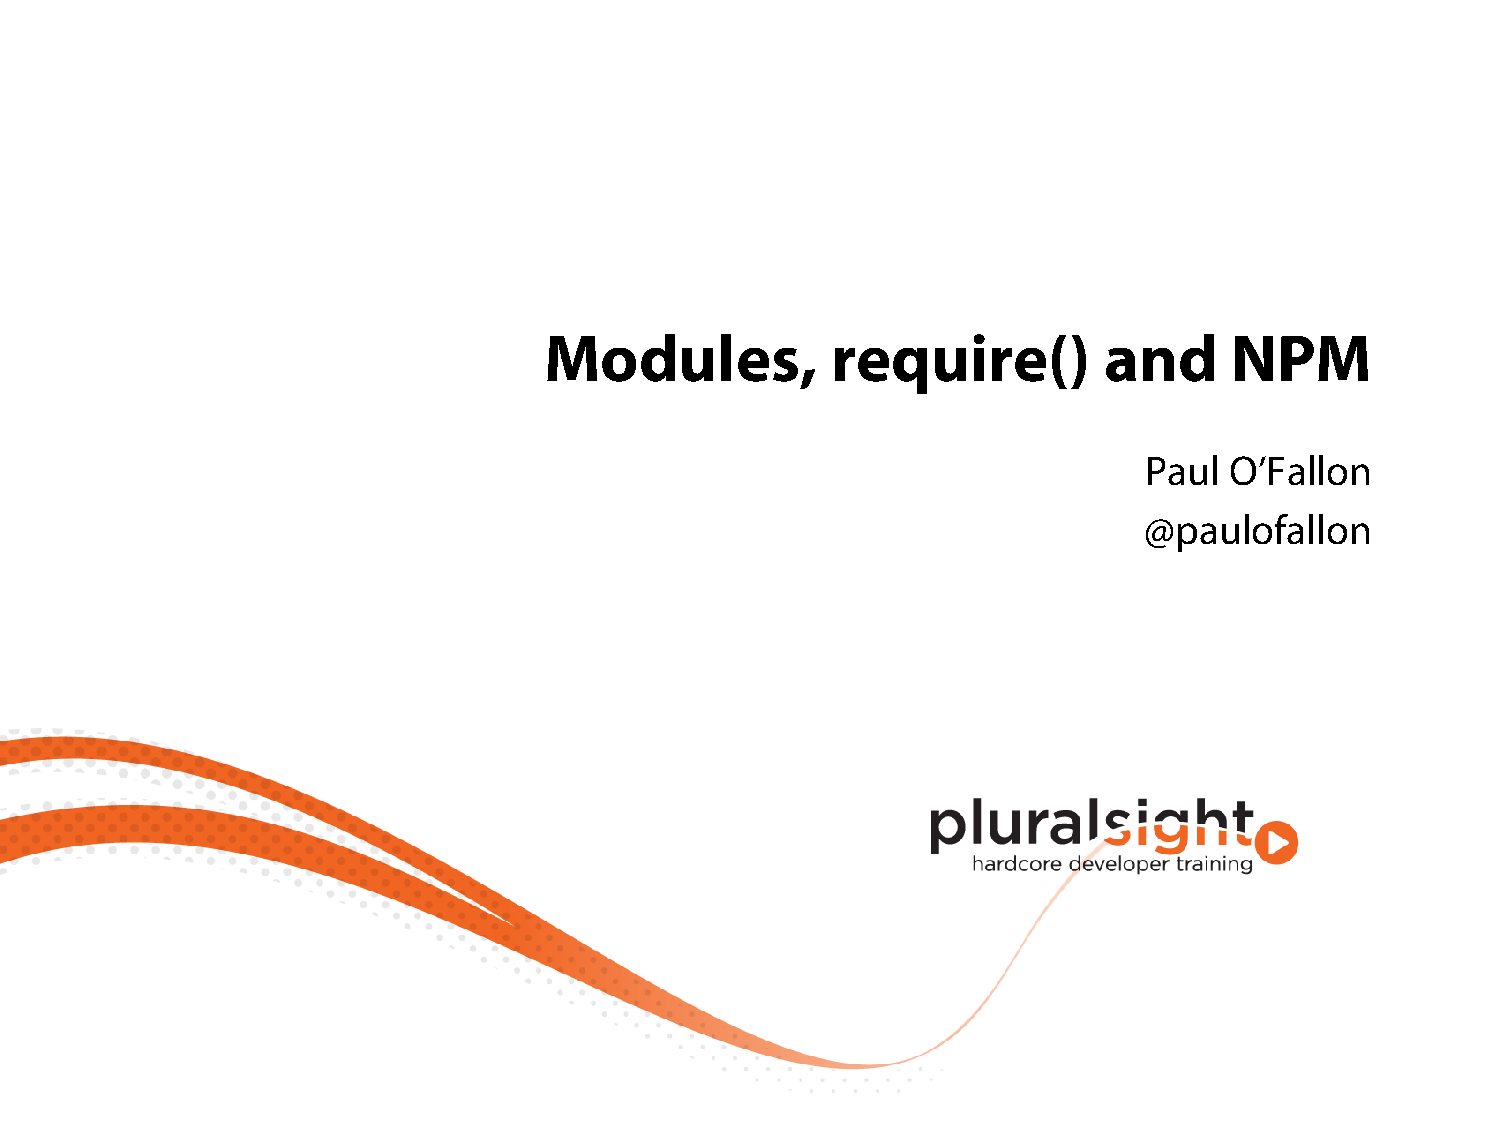 Modules, require() and NPM
Paul O’Fallon
@paulofallon
pluralsight
hardcore developer training